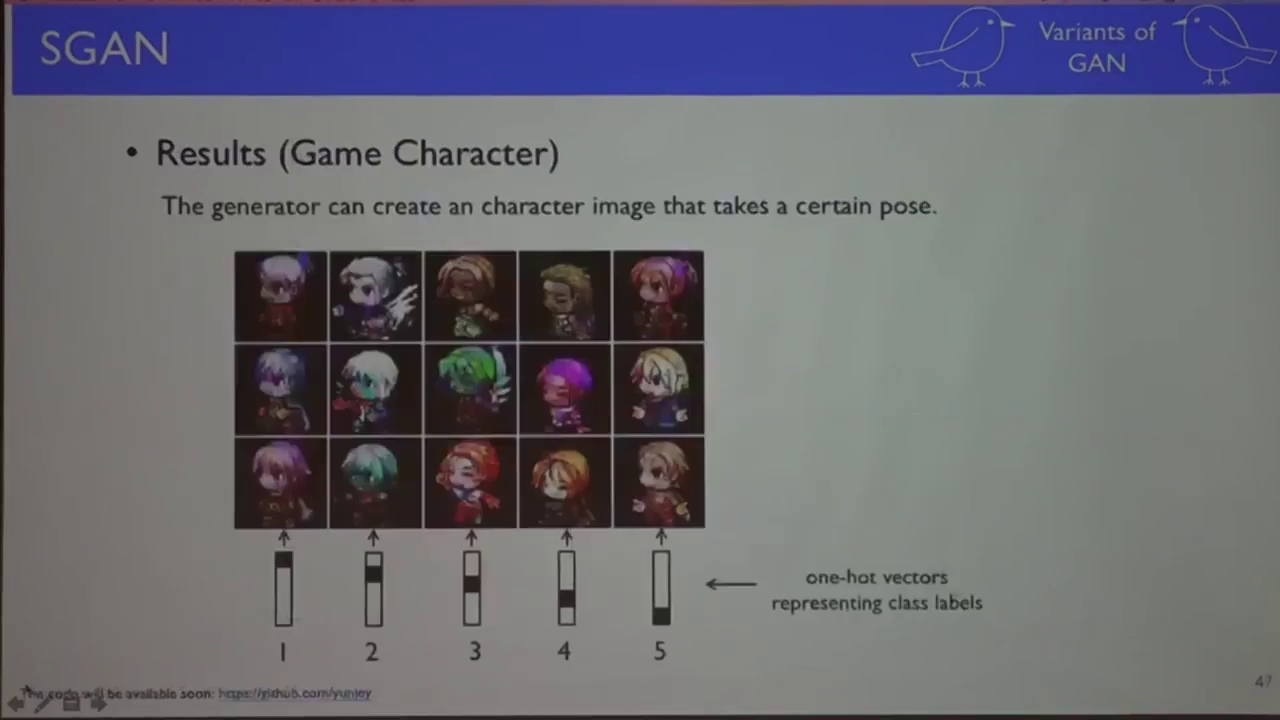 SGAN
Variants of
GAN
• Results (Game Character)
The generator can create an character image that takes a certain pose.
one-hot vectors
representing class labels
1 2 3 4 5
The code will be available soon: https://github.com/yunjey
47